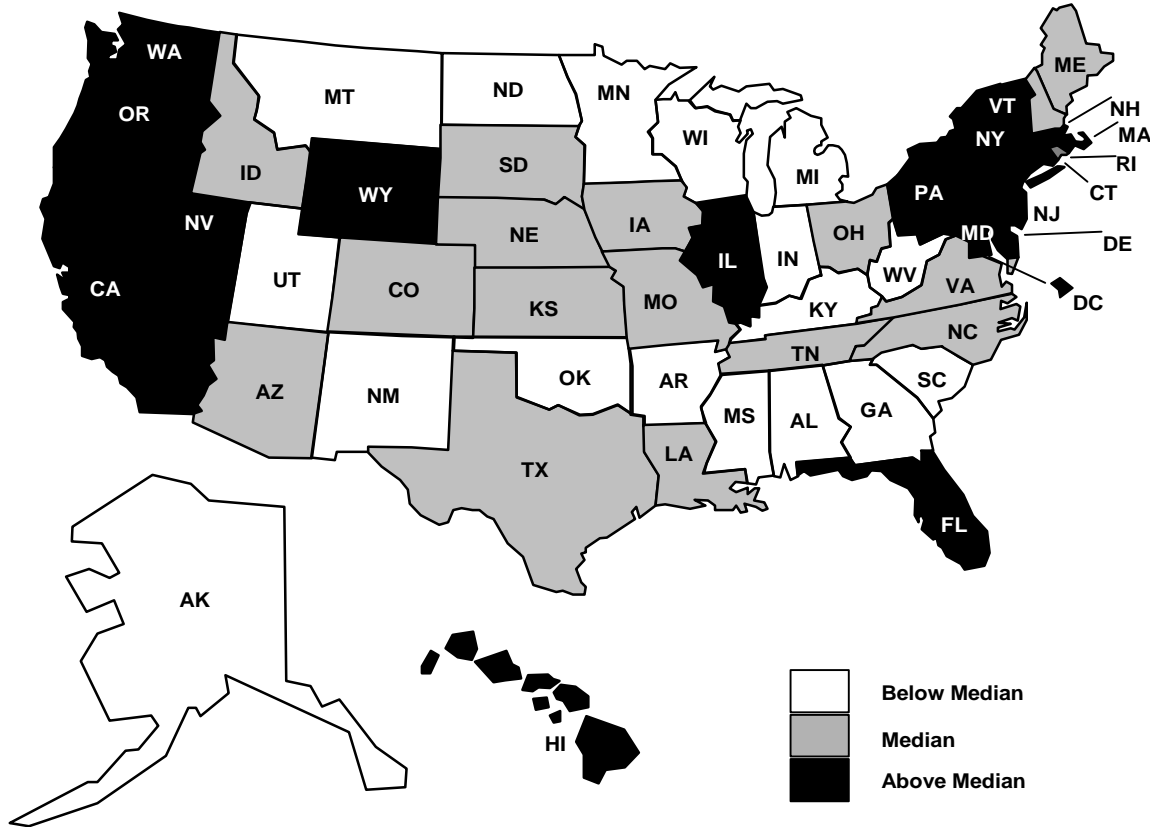 WA
ME
MT
ND
MN
OR
VT
NH
NY
MA
WI
SD
RI
ID
MI
WY
PA
CT
NV
NJ
IA
NE
OH
MD
DE
IL
IN
UT
WV
CA
CO
VA
MO
DC
KS
KY
NC
TN
OK
AR
SC
AZ
NM
GA
MS
AL
LA
TX
FL
AK
HI
Below Median
Median
Above Median